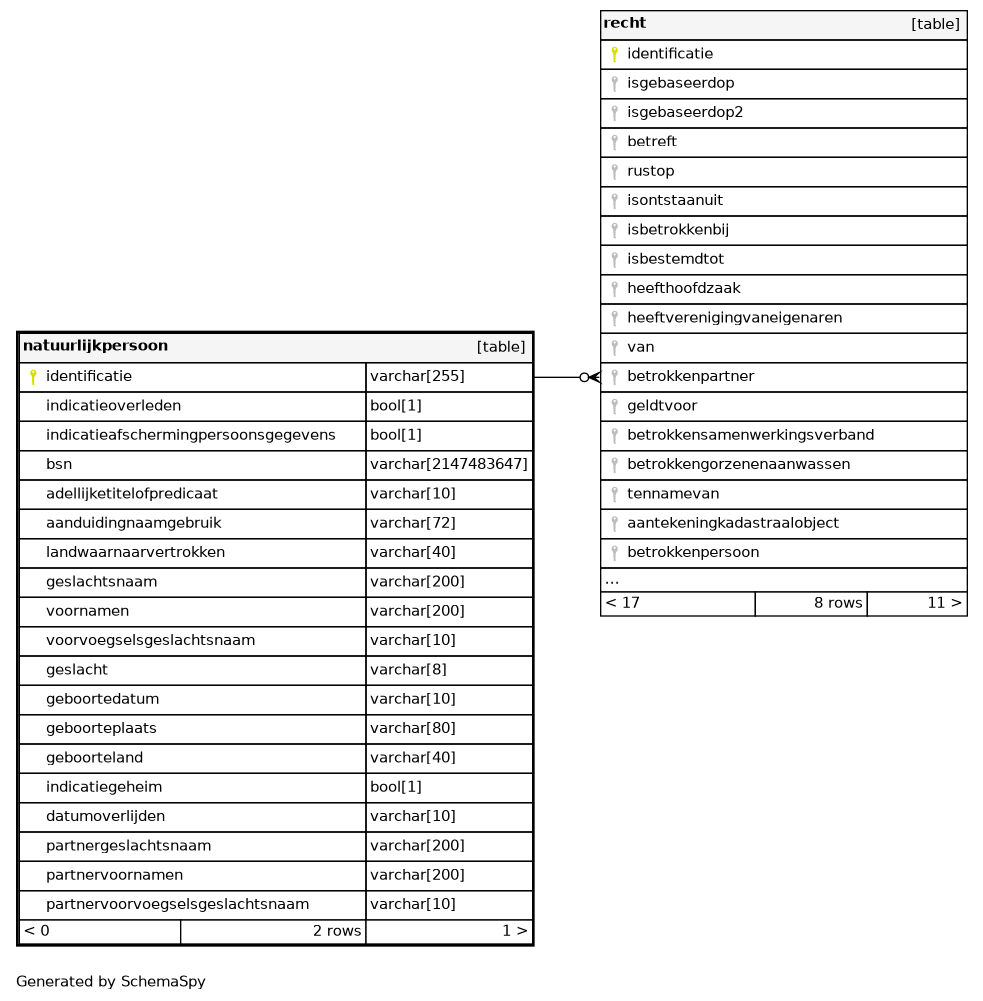 recht [table]
identificatie
isgebaseerdop
isgebaseerdop2
betreft
rustop
isontstaanuit
isbetrokkenbij
isbestemdtot
heefthoofdzaak
heeftverenigingvaneigenaren
van
betrokkenpartner
geldtvoor
betrokkensamenwerkingsverband
betrokkengorzenenaanwassen
tennamevan
aantekeningkadastraalobject
betrokkenpersoon
...
< 17 8 rows 11 >
natuurlijkpersoon [table]
identificatie varchar[255]
indicatieoverleden bool[1]
indicatieafschermingpersoonsgegevens bool[1]
bsn varchar[2147483647]
adellijketitelofpredicaat varchar[10]
aanduidingnaamgebruik varchar[72]
landwaarnaarvertrokken varchar[40]
geslachtsnaam varchar[200]
voornamen varchar[200]
voorvoegselsgeslachtsnaam varchar[10]
geslacht varchar[8]
geboortedatum varchar[10]
geboorteplaats varchar[80]
geboorteland varchar[40]
indicatiegeheim bool[1]
datumoverlijden varchar[10]
partnergeslachtsnaam varchar[200]
partnervoornamen varchar[200]
partnervoorvoegselsgeslachtsnaam varchar[10]
< 0 2 rows 1 >
Generated by SchemaSpy